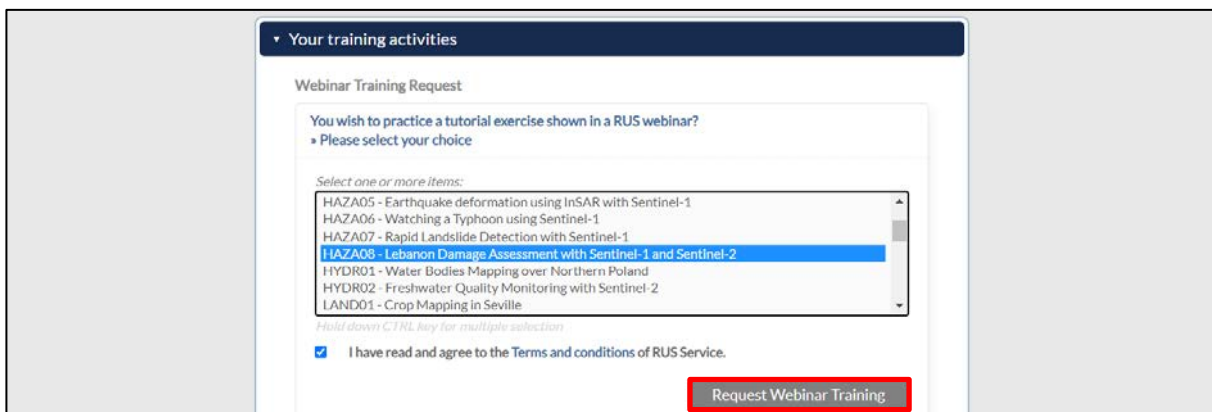 ▾ Your training activities
Webinar Training Request
You wish to practice a tutorial exercise shown in a RUS webinar?
» Please select your choice
Select one or more items:
HAZA05 - Earthquake deformation using InSAR with Sentinel-1
HAZA06 - Watching a Typhoon using Sentinel-1
HAZA07 - Rapid Landslide Detection with Sentinel-1
HAZA08 - Lebanon Damage Assessment with Sentinel-1 and Sentinel-2
HYDR01 - Water Bodies Mapping over Northern Poland
HYDR02 - Freshwater Quality Monitoring with Sentinel-2
LAND01 - Crop Mapping in Seville
Hold down CTRL key for multiple selection
I have read and agree to the Terms and conditions of RUS Service.
Request Webinar Training